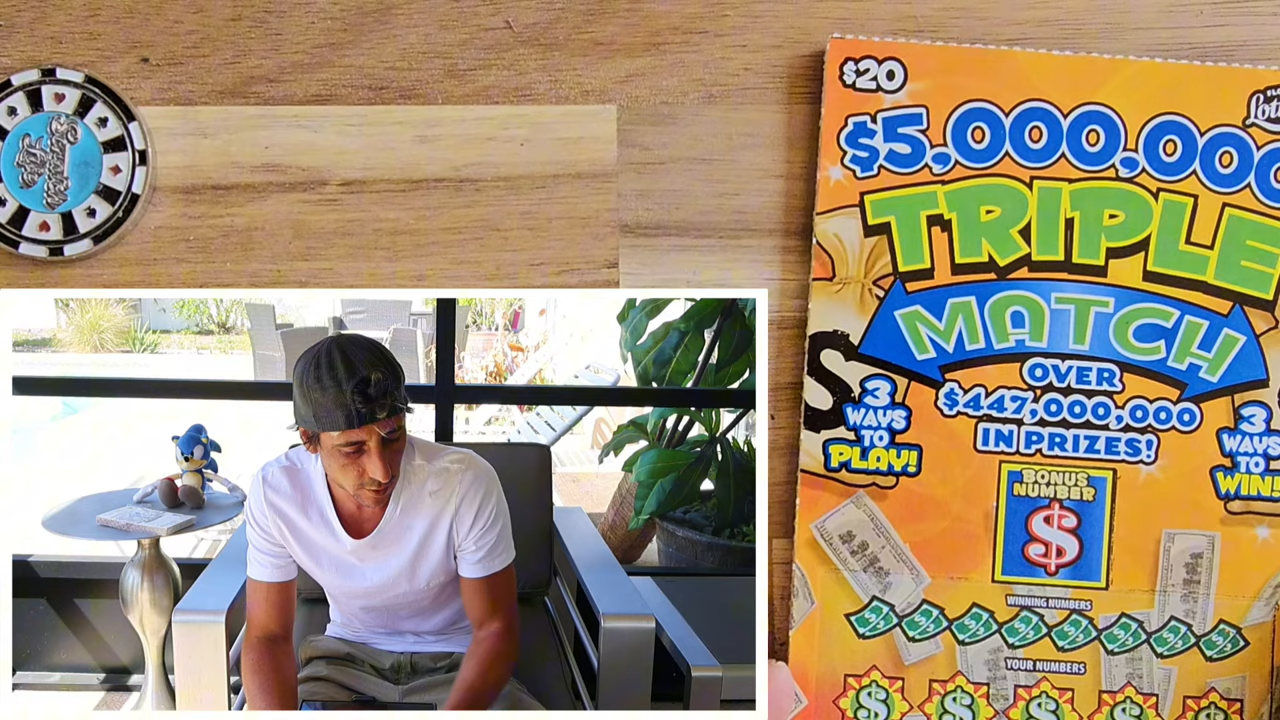 $20
$5,000,000
TRIPLE
MATCH
OVER
$447,000,000
IN PRIZES!
3
WAYS
TO
PLAY!
3
WAYS
TO
WIN!
BONUS
NUMBER
$
WINNING NUMBERS
YOUR NUMBERS